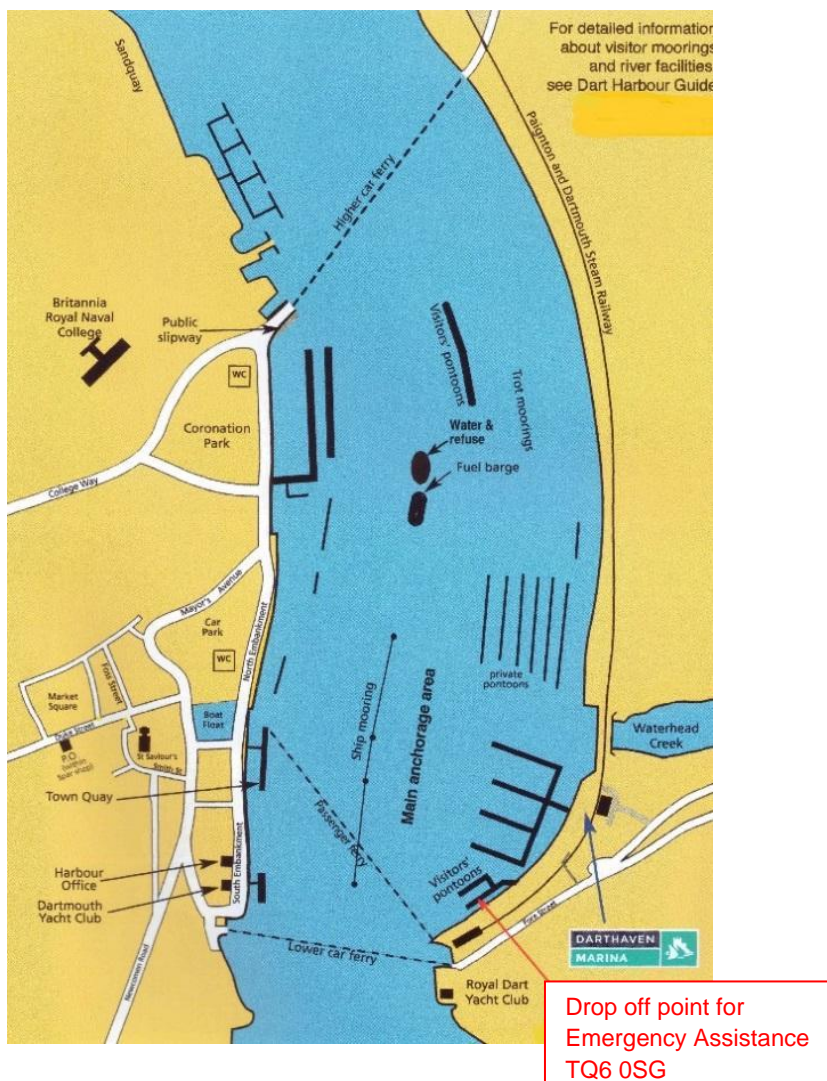 For detailed information
about visitor moorings
and river facilities
see Dart Harbour Guide
Sandquay
Higher car ferry
Paignton and Dartmouth Steam Railway
Britannia
Royal Naval
College
Public
slipway
WC
Coronation
Park
College Way
Visitors' pontoons
Trot moorings
Water &
refuse
Fuel barge
Mayor's Avenue
Car
Park
WC
North Embankment
Foss Street
Market
Square
Duke Street
Boat
Float
P.O.
St Saviour's
Smith St
Town Quay
Ship mooring
Main anchorage area
private
pontoons
Waterhead
Creek
Passenger ferry
Visitors'
pontoons
Harbour
Office
Dartmouth
Yacht Club
South Embankment
Newcomen Road
Lower car ferry
Fore Street
DARTHAVEN
MARINA
Royal Dart
Yacht Club
Drop off point for
Emergency Assistance
TQ6 0SG